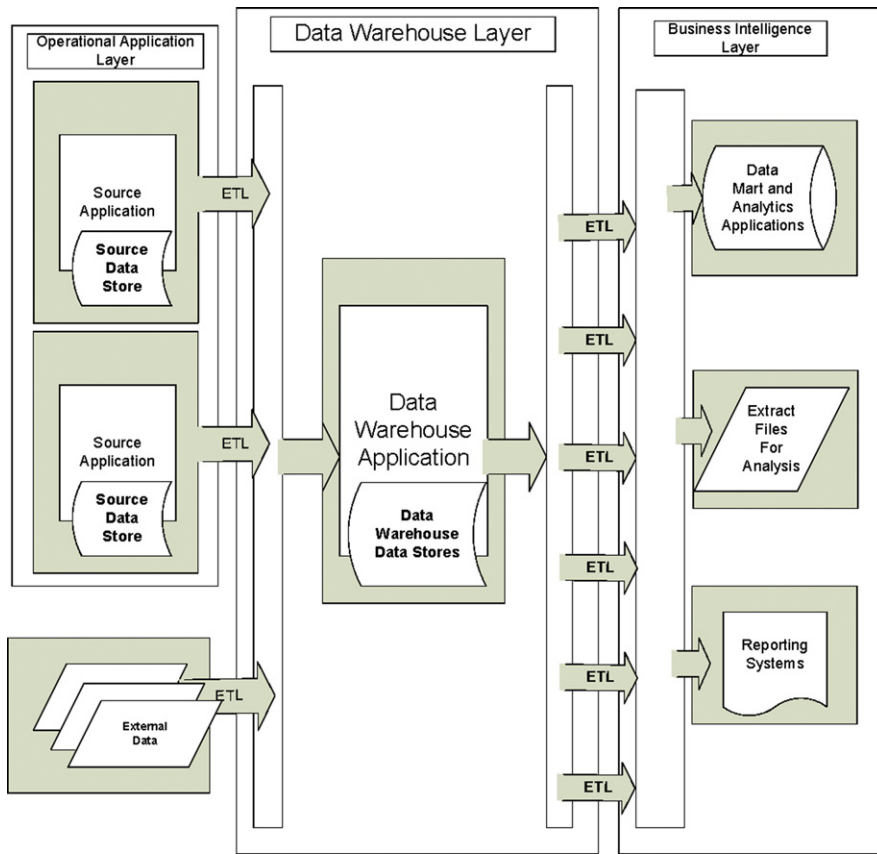 Operational Application
Layer
Data Warehouse Layer
Business Intelligence
Layer
Source
Application
Source
Data
Store
ETL
Source
Application
Source
Data
Store
ETL
External
Data
ETL
Data
Warehouse
Application
Data
Warehouse
Data Stores
ETL
ETL
ETL
ETL
ETL
ETL
Data
Mart and
Analytics
Applications
Extract
Files
For
Analysis
Reporting
Systems